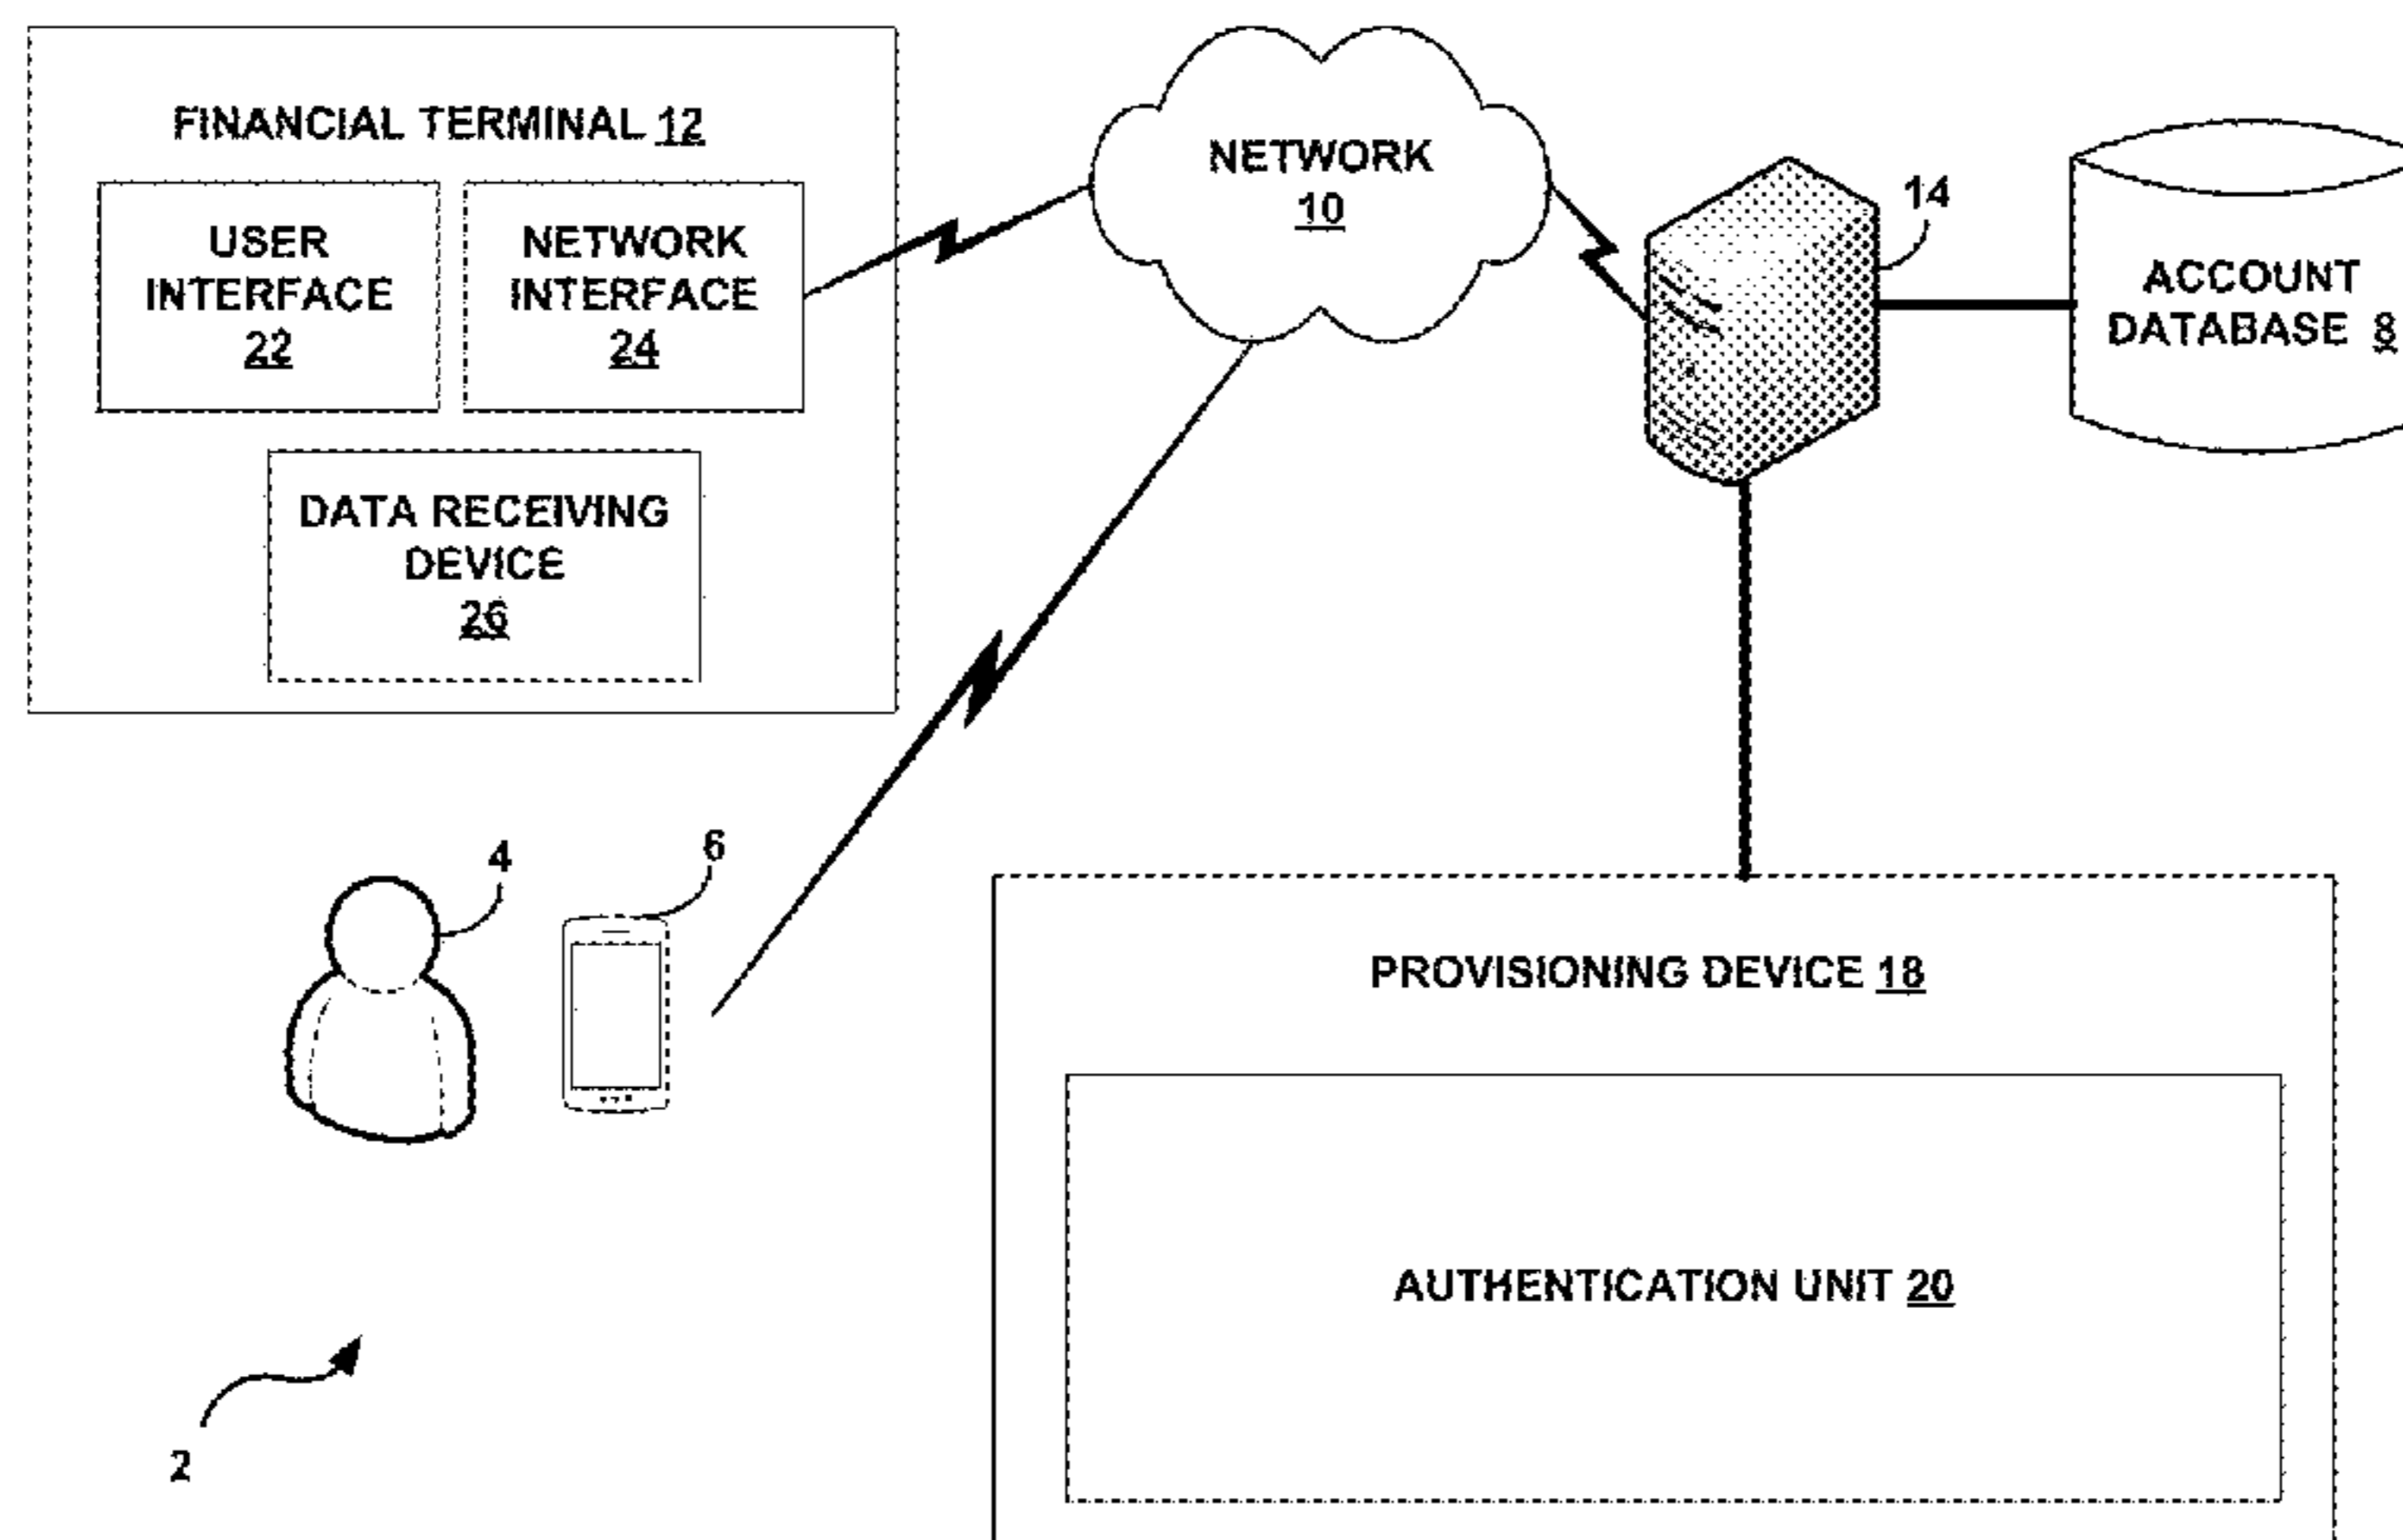 FINANCIAL TERMINAL 12
USER
INTERFACE
22
NETWORK
INTERFACE
24
DATA RECEIVING
DEVICE
26
NETWORK
10
14
ACCOUNT
DATABASE 8
4
6
PROVISIONING DEVICE 18
AUTHENTICATION UNIT 20
2